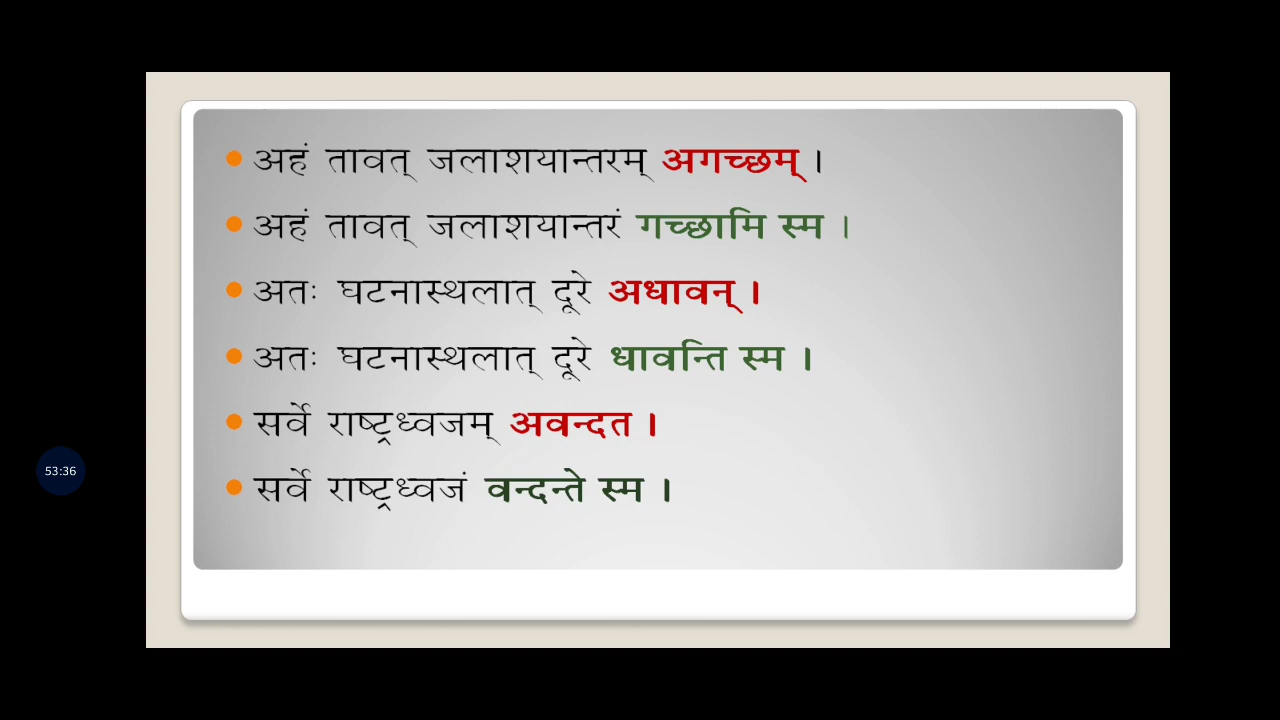 अहं तावत् जलाशयान्तरम् अगच्छम् ।
अहं तावत् जलाशयान्तरं गच्छामि स्म ।
अतः घटनास्थलात् दूरे अधावन् ।
अतः घटनास्थलात् दूरे धावन्ति स्म ।
सर्वे राष्ट्रध्वजम् अवन्दत ।
सर्वे राष्ट्रध्वजं वन्दन्ते स्म ।
53:36